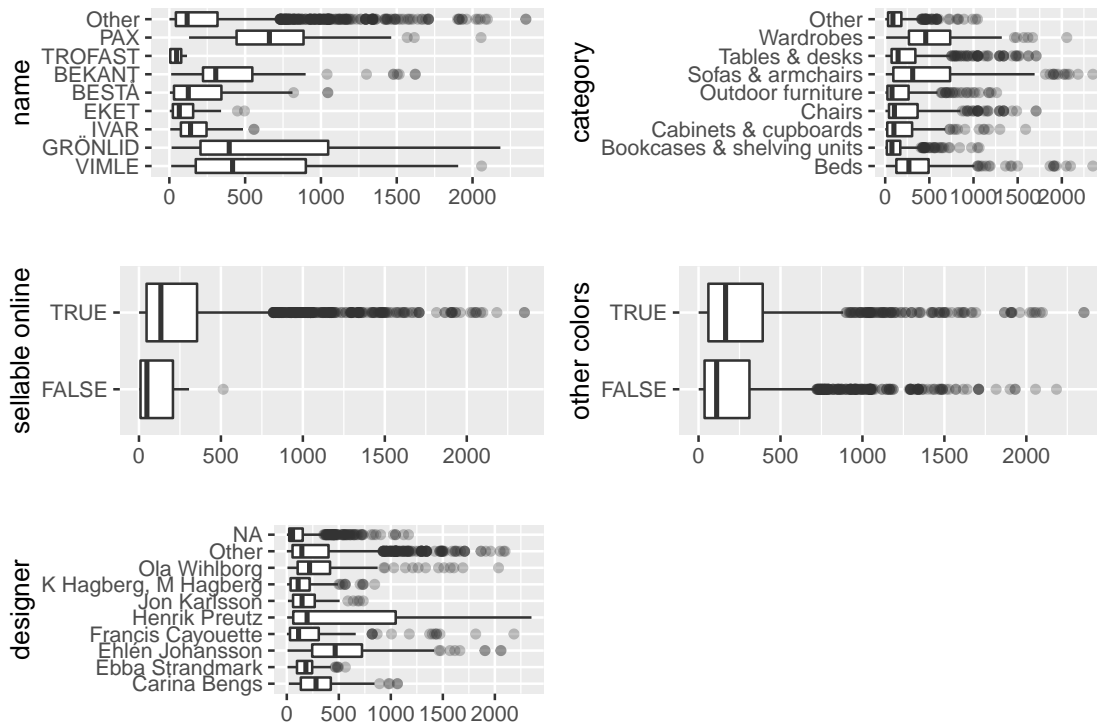 name
Other
PAX
TROFAST
BEKANT
BESTÅ
EKET
IVAR
GRÖNLID
VIMLE
0 500 1000 1500 2000
category
Other
Wardrobes
Tables & desks
Sofas & armchairs
Outdoor furniture
Chairs
Cabinets & cupboards
Bookcases & shelving units
Beds
0 500 1000 1500 2000
sellable online
TRUE
FALSE
0 500 1000 1500 2000
other colors
TRUE
FALSE
0 500 1000 1500 2000
designer
NA
Other
Ola Wihlborg
K Hagberg, M Hagberg
Jon Karlsson
Henrik Preutz
Francis Cayouette
Ehlén Johansson
Ebba Strandmark
Carina Bengs
0 500 1000 1500 2000